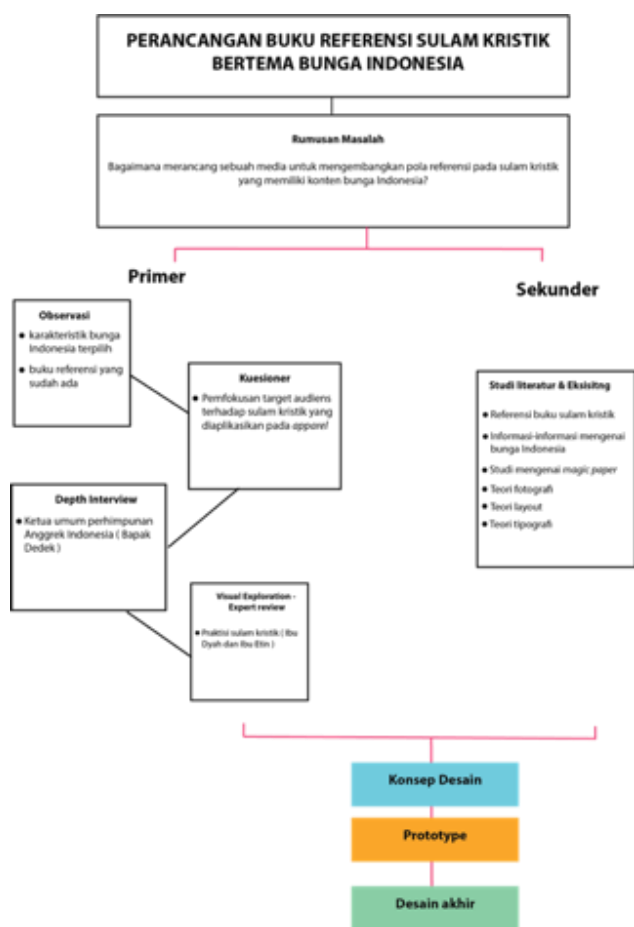 PERANCANGAN BUKU REFERENSI SULAM KRISTIK
BERTEMA BUNGA INDONESIA
Rumusan Masalah
Bagaimana merancang sebuah media untuk mengembangkan pola referensi pada sulam kristik
yang memiliki konten bunga Indonesia?
Primer
Sekunder
Observasi
● karakteristik bunga
Indonesia terpilih
● buku referensi yang
sudah ada
Kuesioner
● Pemfokusan target audiens
terhadap sulam kristik yang
diaplikasikan pada apparel
Studi literatur & Eksisitng
● Referensi buku sulam kristik
● Informasi-informasi mengenai
bunga Indonesia
● Studi mengenai magic paper
● Teori fotografi
● Teori layout
● Teori tipografi
Depth Interview
● Ketua umum perhimpunan
Anggrek Indonesia ( Bapak
Dedek )
Visual Exploration -
Expert review
● Praktisi sulam kristik ( Ibu
Dyah dan Ibu Etin )
Konsep Desain
Prototype
Desain akhir